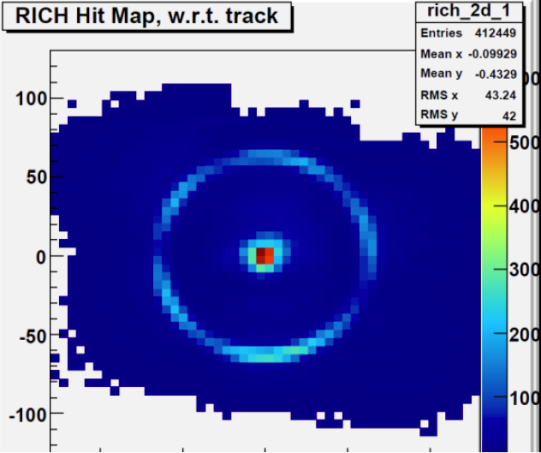 RICH Hit Map, w.r.t. track
rich_2d_1
Entries 412449
Mean x -0.09929
Mean y -0.4329
RMS x 43.24
RMS y 42
100
50
0
-50
-100
500
400
300
200
100